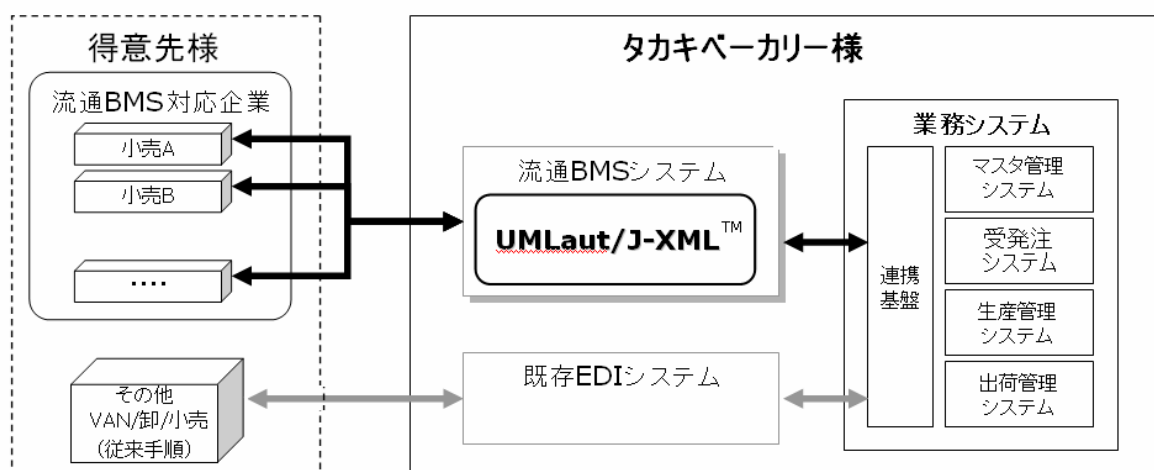 得意先様
流通BMS対応企業
小売A
小売B
‥‥
その他
VAN/卸/小売
(従来手順)
タカキベーカリー様
流通BMSシステム
UMLaut/J-XML™
既存EDIシステム
業務システム
連携
基盤
マスタ管理
システム
受発注
システム
生産管理
システム
出荷管理
システム